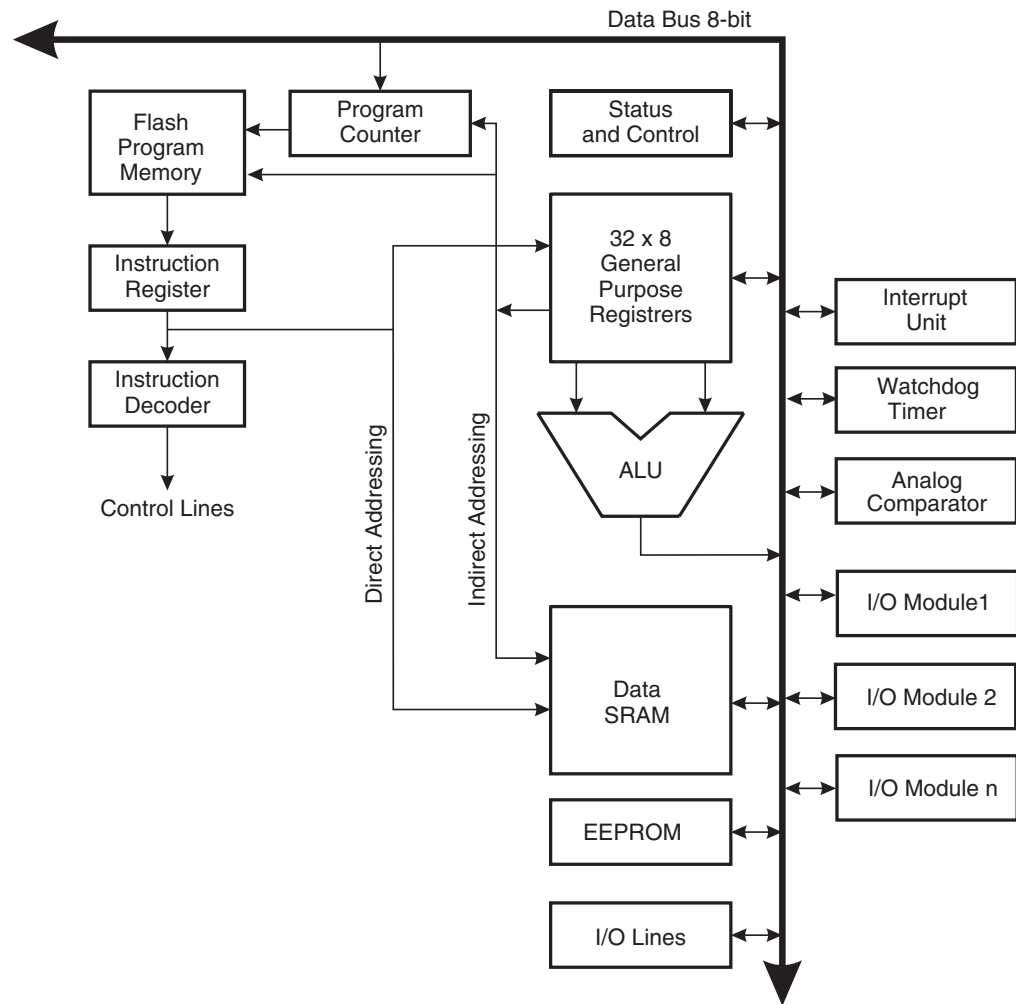 Data Bus 8-bit
Flash
Program
Memory
Program
Counter
Status
and Control
32 x 8
General
Purpose
Registrers
Instruction
Register
Interrupt
Unit
Instruction
Decoder
Watchdog
Timer
ALU
Analog
Comparator
Control Lines
Direct Addressing
Indirect Addressing
I/O Module1
Data
SRAM
I/O Module 2
I/O Module n
EEPROM
I/O Lines